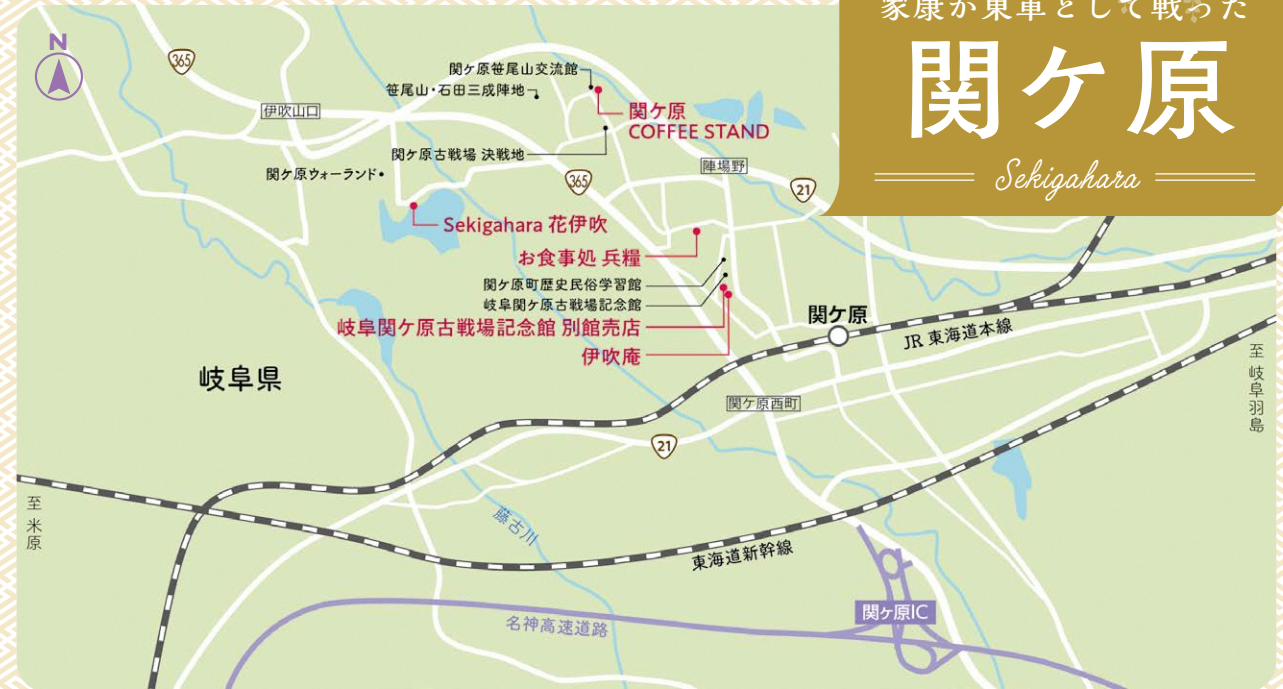 家康が東軍として戦った
関ケ原
Sekigahara
N
365
伊吹山口
関ケ原笹尾山交流館
笹尾山・石田三成陣地
関ケ原
COFFEE STAND
関ケ原古戦場 決戦地
関ケ原ウォーランド
陣場野
365
21
Sekigahara 花伊吹
お食事処 兵糧
関ケ原町歴史民俗学習館
岐阜関ケ原古戦場記念館
岐阜関ケ原古戦場記念館 別館売店
伊吹庵
関ケ原
JR 東海道本線
至 岐阜羽島
岐阜県
関ケ原西町
21
至 米原
藤古川
東海道新幹線
関ケ原IC
名神高速道路